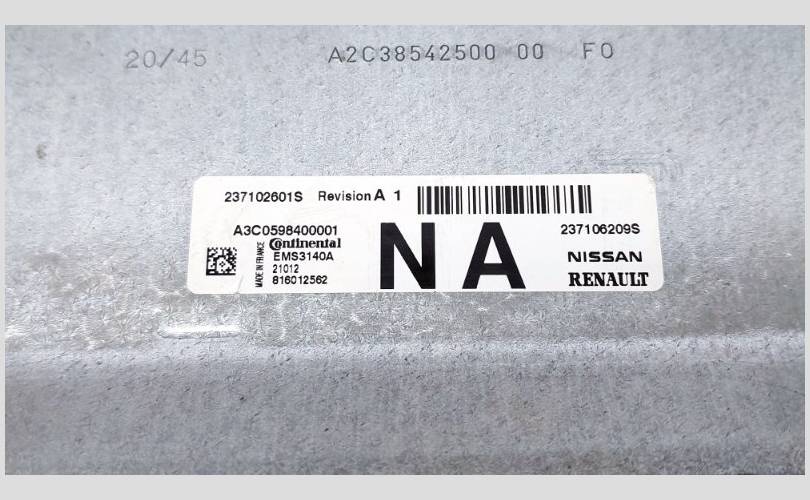 20/45 A2C38542500 00 F0
237102601S Revision A 1
A3C0598400001 NA 237106209S
MADE IN FRANCE Continental NISSAN
EMS3140A RENAULT
21012
816012562